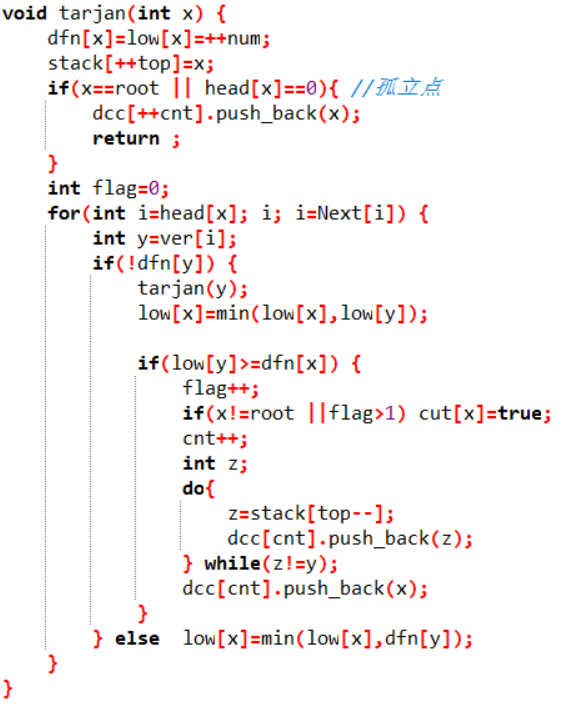 void tarjan(int x) {
    dfn[x]=low[x]=++num;
    stack[++top]=x;
    if(x==root || head[x]==0){ //孤立点
        dcc[++cnt].push_back(x);
        return ;
    }
    int flag=0;
    for(int i=head[x]; i; i=Next[i]) {
        int y=ver[i];
        if(!dfn[y]) {
            tarjan(y);
            low[x]=min(low[x],low[y]);

            if(low[y]>=dfn[x]) {
                flag++;
                if(x!=root ||flag>1) cut[x]=true;
                cnt++;
                int z;
                do{
                    z=stack[top--];
                    dcc[cnt].push_back(z);
                } while(z!=y);
                dcc[cnt].push_back(x);
            }
        } else  low[x]=min(low[x],dfn[y]);
    }
}